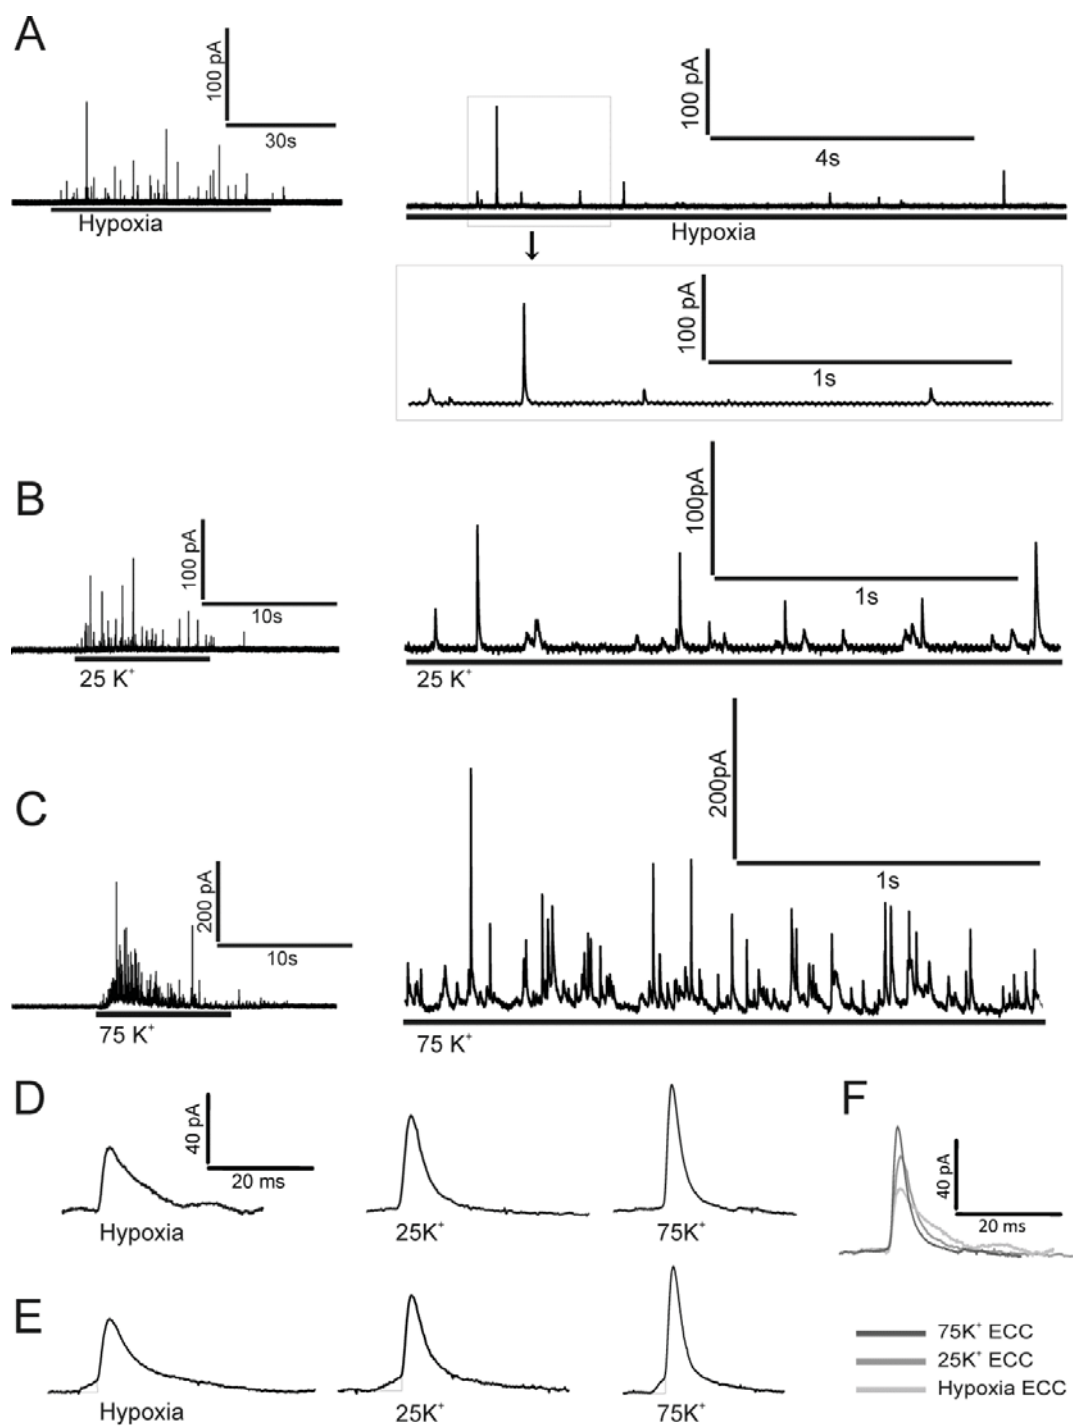 A
100 pA
30s
Hypoxia
100 pA
4s
Hypoxia
100 pA
1s
B
100 pA
10s
25 K⁺
100pA
1s
25 K⁺
C
200 pA
10s
75 K⁺
200pA
1s
75 K⁺
D
40 pA
20 ms
Hypoxia
25K⁺
75K⁺
F
40 pA
20 ms
E
Hypoxia
25K⁺
75K⁺
75K⁺ ECC
25K⁺ ECC
Hypoxia ECC